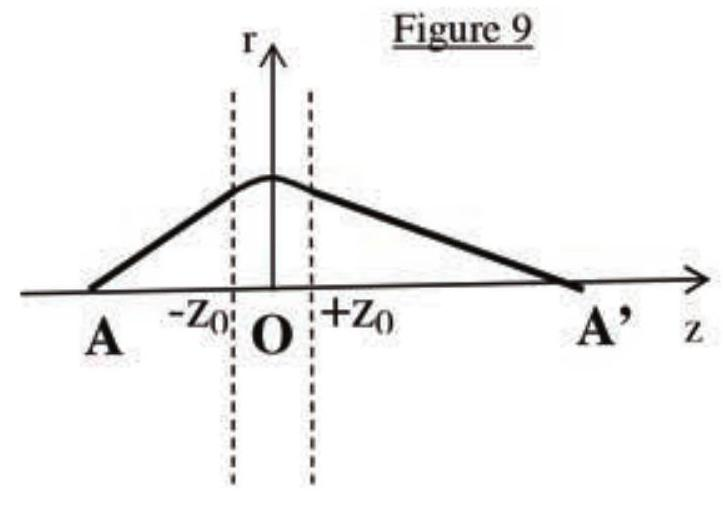 Figure 9
r
-z₀ +z₀
A O A’ z